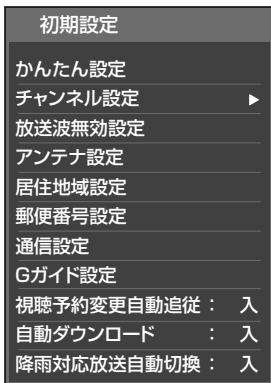 初期設定
かんたん設定
チャンネル設定 ▶
放送波無効設定
アンテナ設定
居住地域設定
郵便番号設定
通信設定
Gガイド設定
視聴予約変更自動追従： 入
自動ダウンロード ： 入
降雨対応放送自動切換： 入